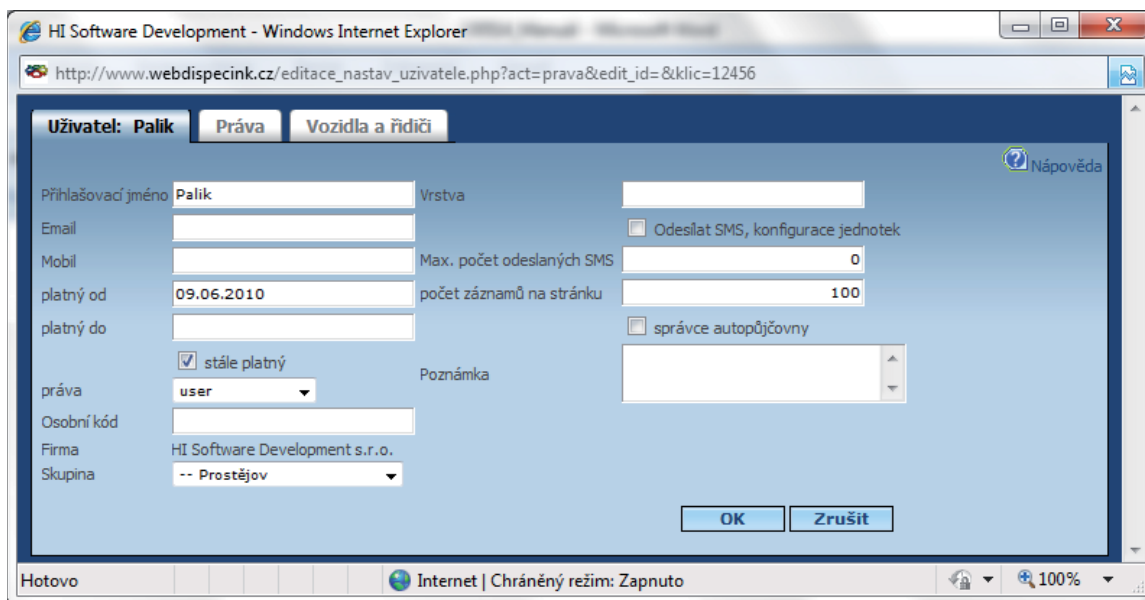 HI Software Development - Windows Internet Explorer
http://www.webdispecink.cz/editace_nastav_uzivatele.php?act=prava&edit_id=&klic=12456
Uživatel: Palik Práva Vozidla a řidiči
Nápověda
Přihlašovací jméno Palik Vrstva
Email Odesílat SMS, konfigurace jednotek
Mobil Max. počet odeslaných SMS 0
platný od 09.06.2010 počet záznamů na stránku 100
platný do správce autopůjčovny
stále platný
Poznámka
práva user
Osobní kód
Firma HI Software Development s.r.o.
Skupina -- Prostějov
OK Zrušit
Hotovo Internet | Chráněný režim: Zapnuto 100%